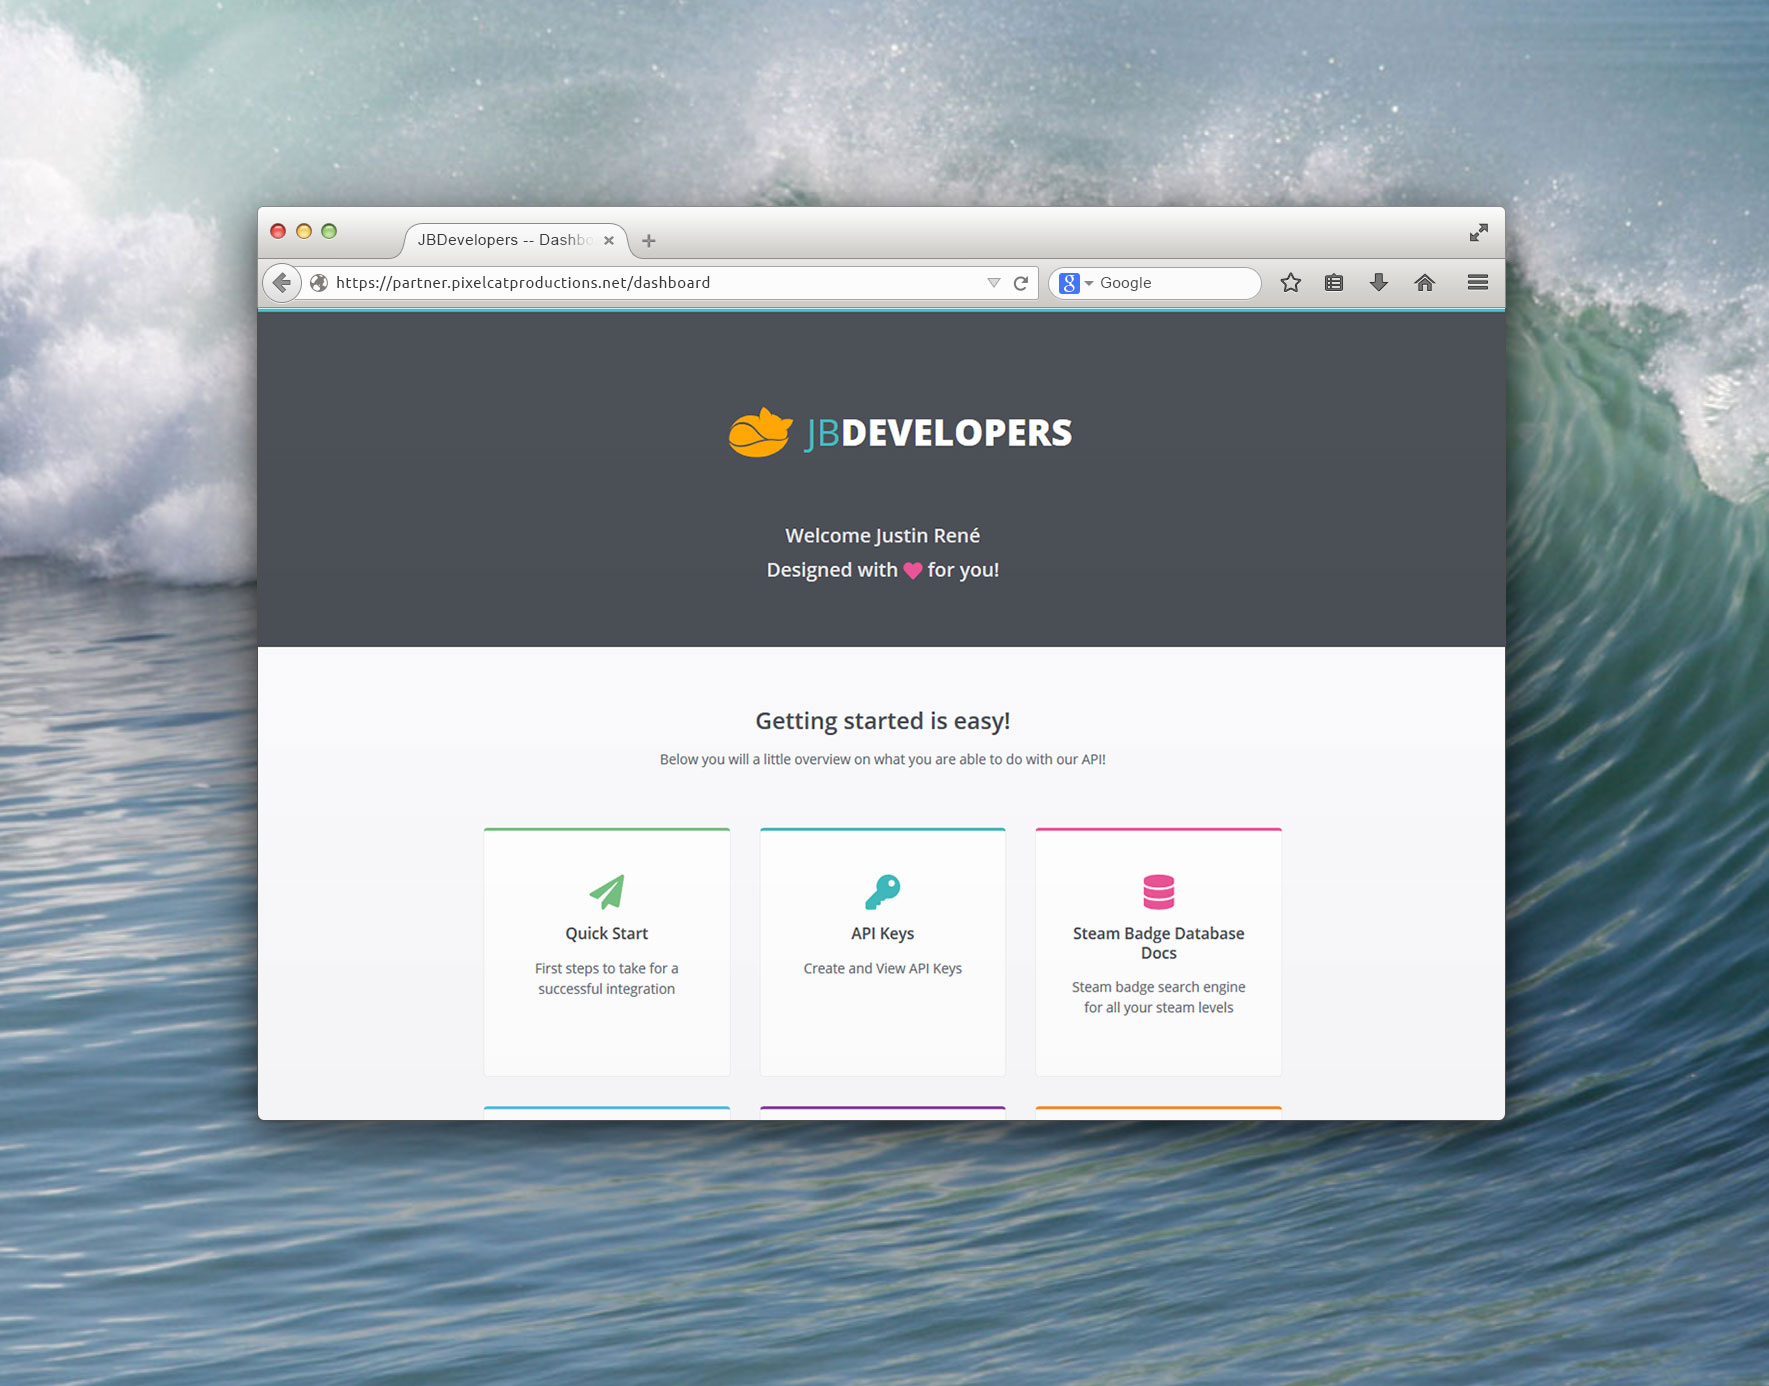 JBDevelopers -- Dashbo
https://partner.pixelcatproductions.net/dashboard
Google
JBDEVELOPERS
Welcome Justin René
Designed with for you!
Getting started is easy!
Below you will a little overview on what you are able to do with our API!
Quick Start
First steps to take for a
successful integration
API Keys
Create and View API Keys
Steam Badge Database
Docs
Steam badge search engine
for all your steam levels